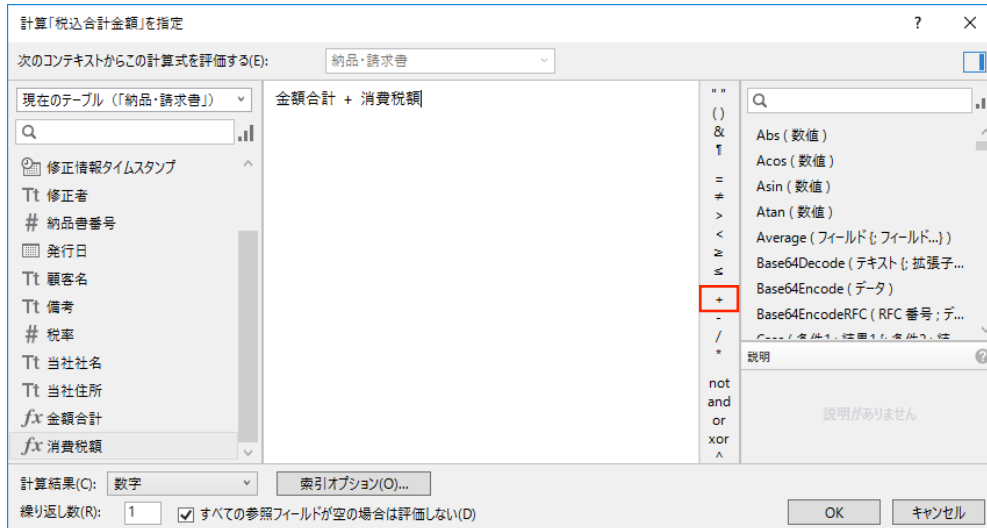 計算「税込合計金額」を指定
? ×
次のコンテキストからこの計算式を評価する(E):
納品・請求書
現在のテーブル (「納品・請求書」)
修正情報タイムスタンプ
Tt 修正者
# 納品書番号
発行日
Tt 顧客名
Tt 備考
# 税率
Tt 当社社名
Tt 当社住所
fx 金額合計
fx 消費税額
金額合計 + 消費税額
" "
( )
&
¶
=
≠
>
<
≥
≤
+
-
/
*
not
and
or
xor
^
Abs ( 数値 )
Acos ( 数値 )
Asin ( 数値 )
Atan ( 数値 )
Average ( フィールド {; フィールド...} )
Base64Decode ( テキスト {; 拡張子...
Base64Encode ( データ )
Base64EncodeRFC ( RFC 番号 ; デ...
説明
?
説明がありません
計算結果(C): 数字
索引オプション(O)...
繰り返し数(R): 1
すべての参照フィールドが空の場合は評価しない(D)
OK
キャンセル